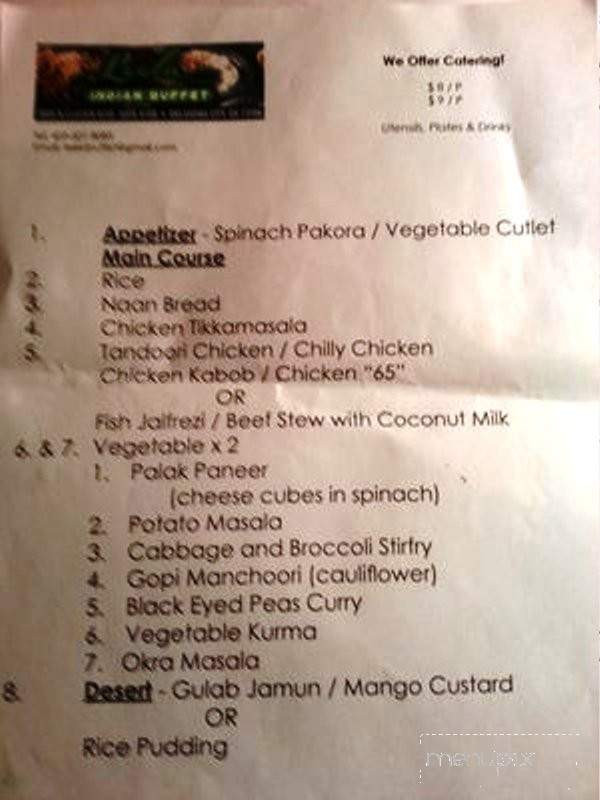 INDIAN BUFFET
We Offer Catering!
$8/P
$9/P
Utensils, Plates & Drinks
1. Appetizer - Spinach Pakora / Vegetable Cutlet
Main Course
2. Rice
3. Naan Bread
4. Chicken Tikkamasala
5. Tandoori Chicken / Chilly Chicken
Chicken Kabob / Chicken "65"
OR
Fish Jalfrezi / Beef Stew with Coconut Milk
6. & 7. Vegetable x 2
1. Palak Paneer
(cheese cubes in spinach)
2. Potato Masala
3. Cabbage and Broccoli Stirfry
4. Gopi Manchoori (cauliflower)
5. Black Eyed Peas Curry
6. Vegetable Kurma
7. Okra Masala
8. Desert - Gulab Jamun / Mango Custard
OR
Rice Pudding
menupix